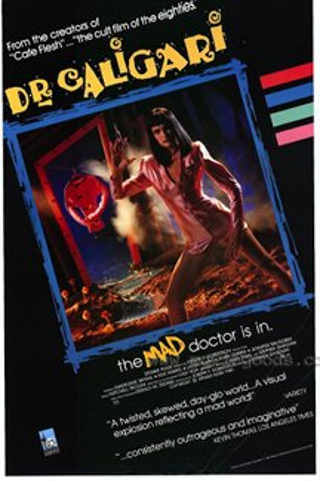 From the creators of
"Cafe Flesh"..."the cult film of the eighties."
DR CALIGARI
the MAD doctor is in.
"A twisted, skewed, day-glo world...A visual
explosion reflecting a mad world"
VARIETY
"...consistently outrageous and imaginative"
KEVIN THOMAS, LOS ANGELES TIMES